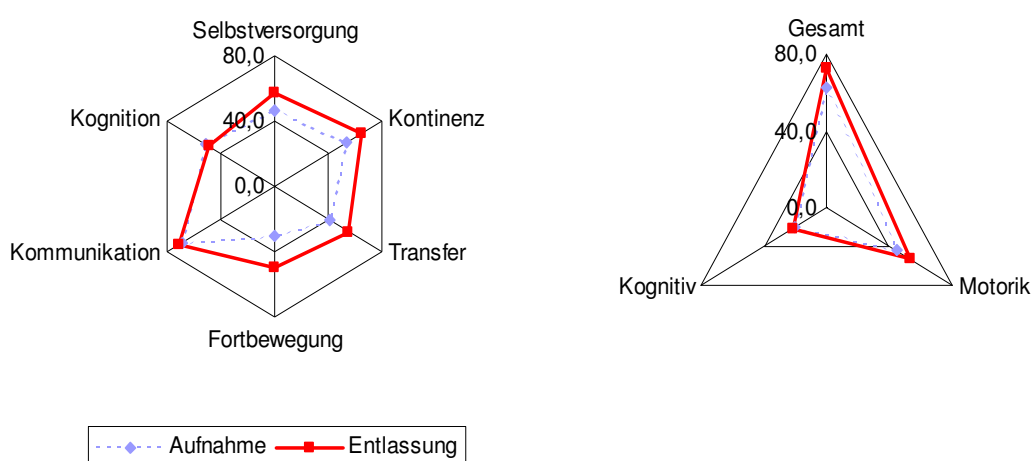 Selbstversorgung
80,0
Kognition
40,0
Kontinenz
0,0
Kommunikation
Transfer
Fortbewegung
Gesamt
80,0
40,0
0,0
Kognitiv
Motorik
Aufnahme
Entlassung